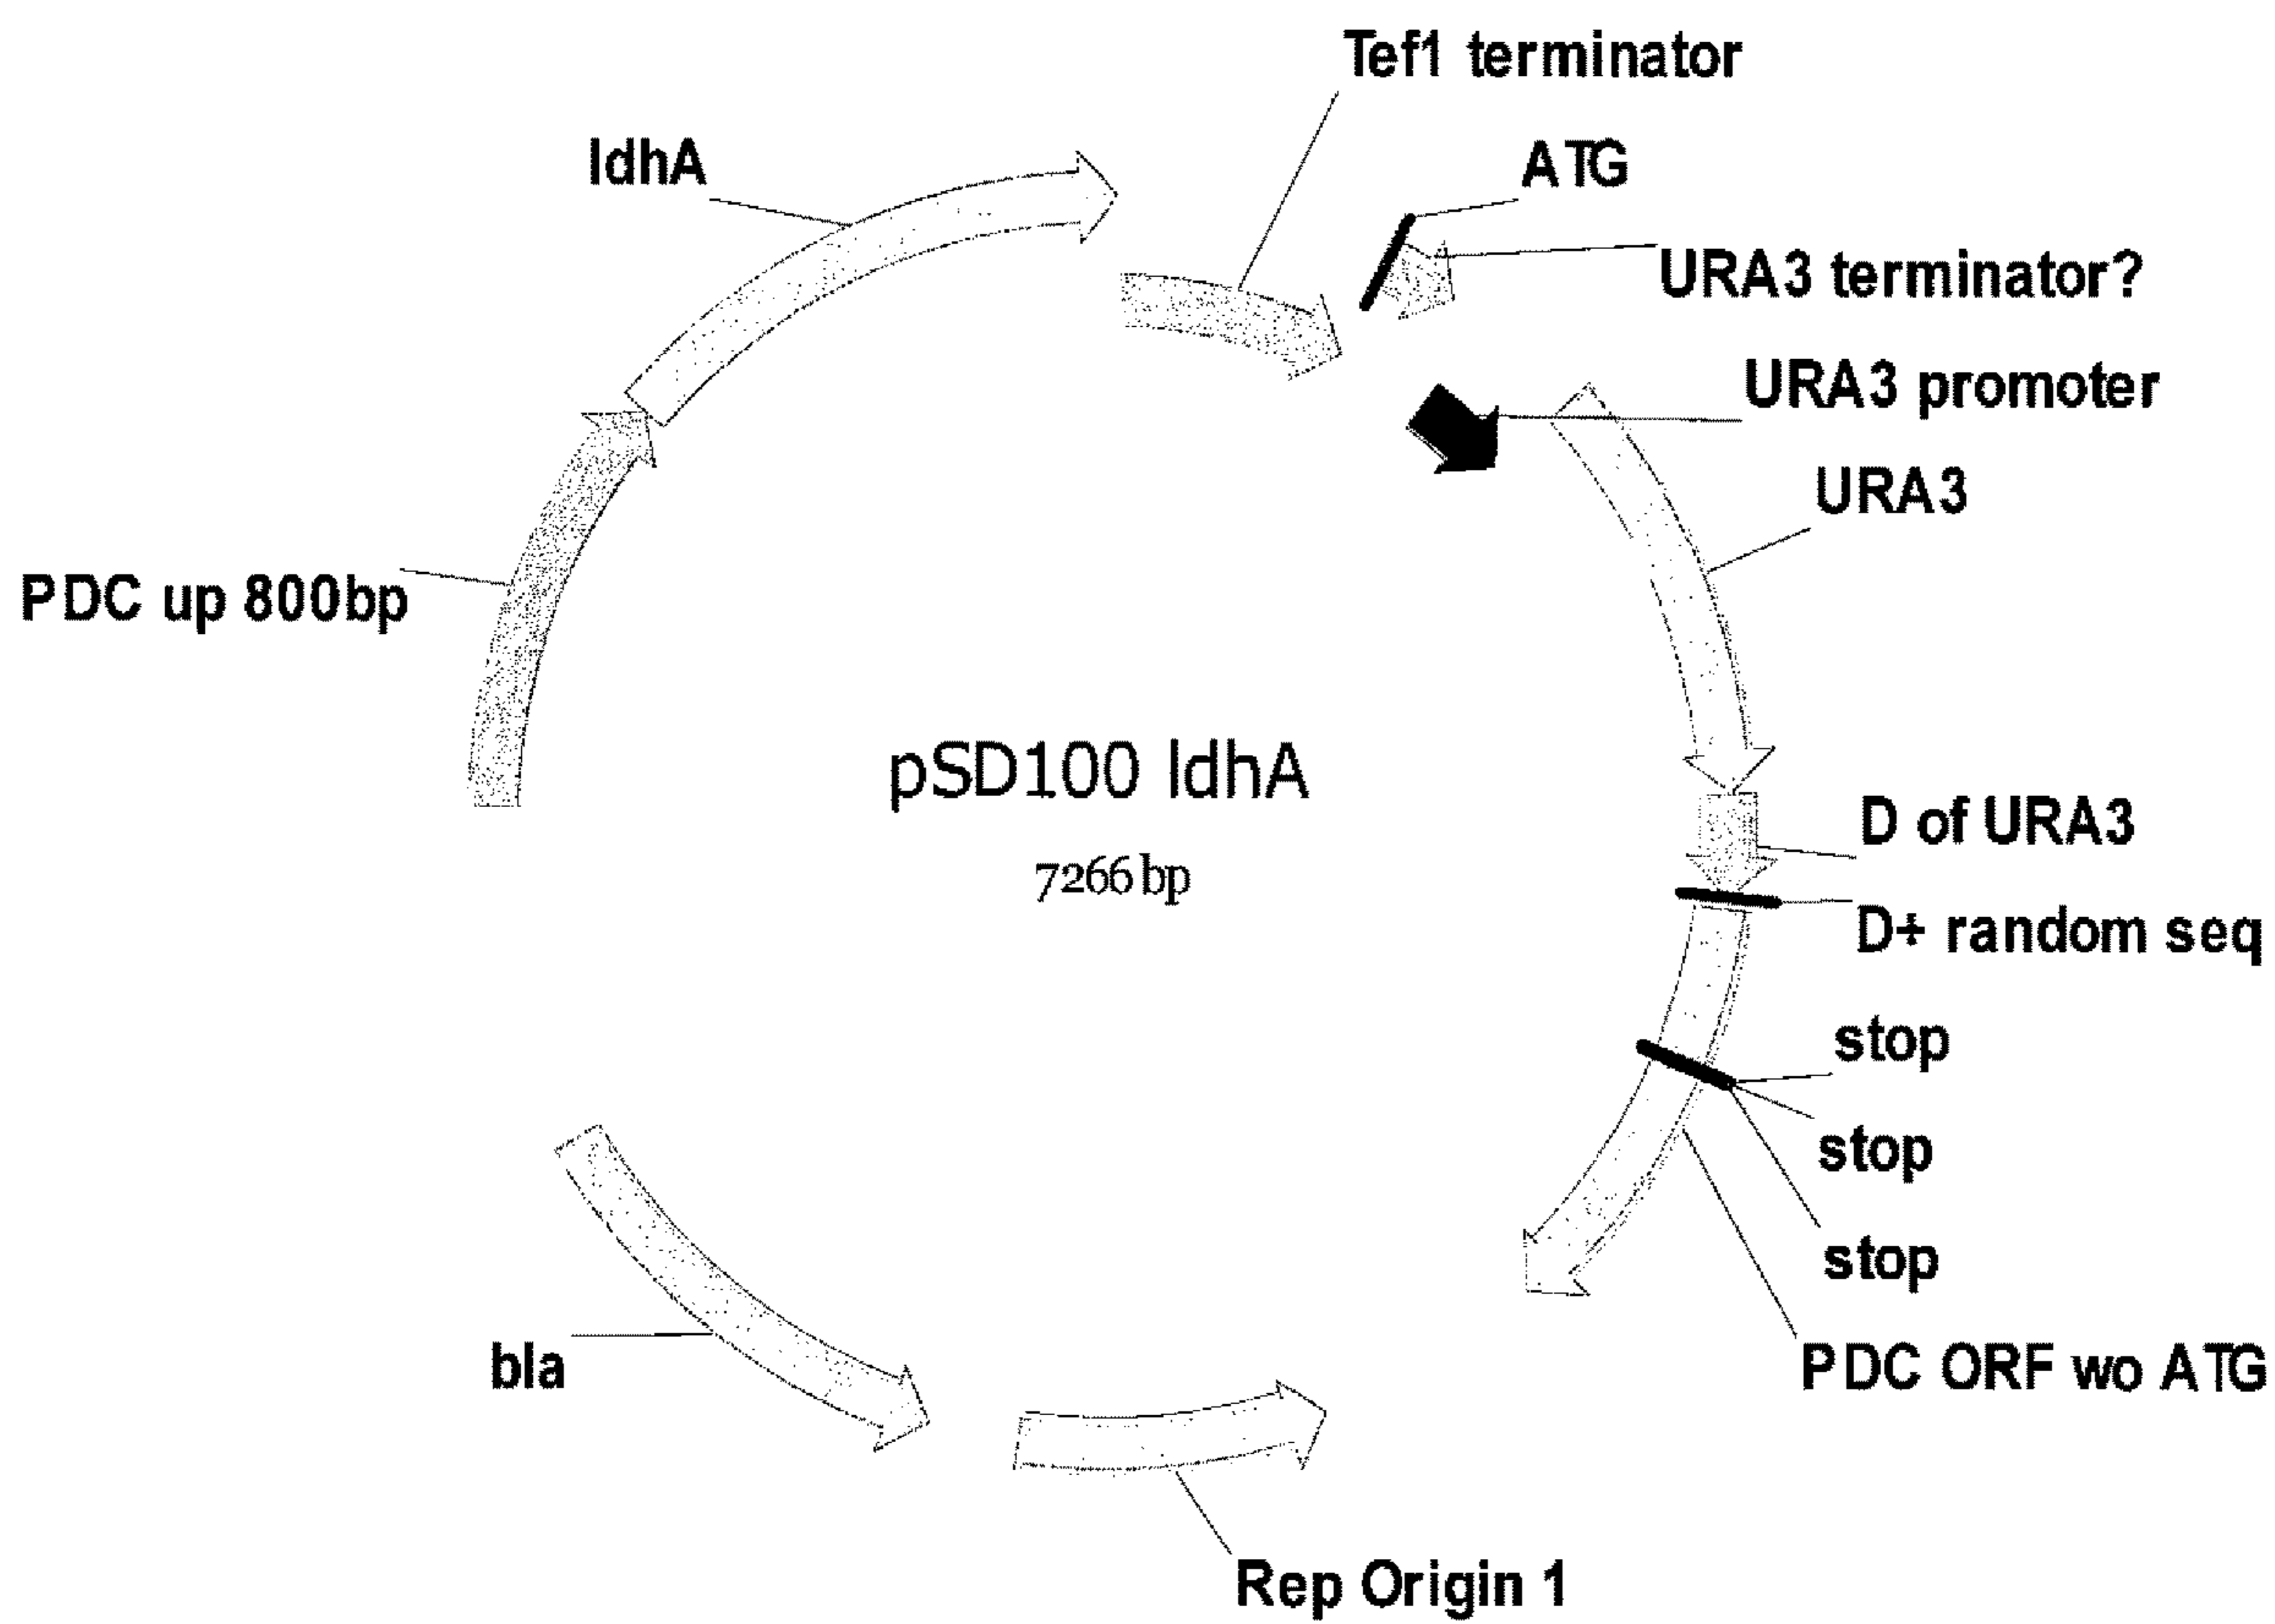 Tef1 terminator
ldhA
ATG
URA3 terminator?
URA3 promoter
URA3
PDC up 800bp
pSD100 ldhA
7266 bp
D of URA3
D+ random seq
stop
stop
stop
bla
PDC ORF wo ATG
Rep Origin 1